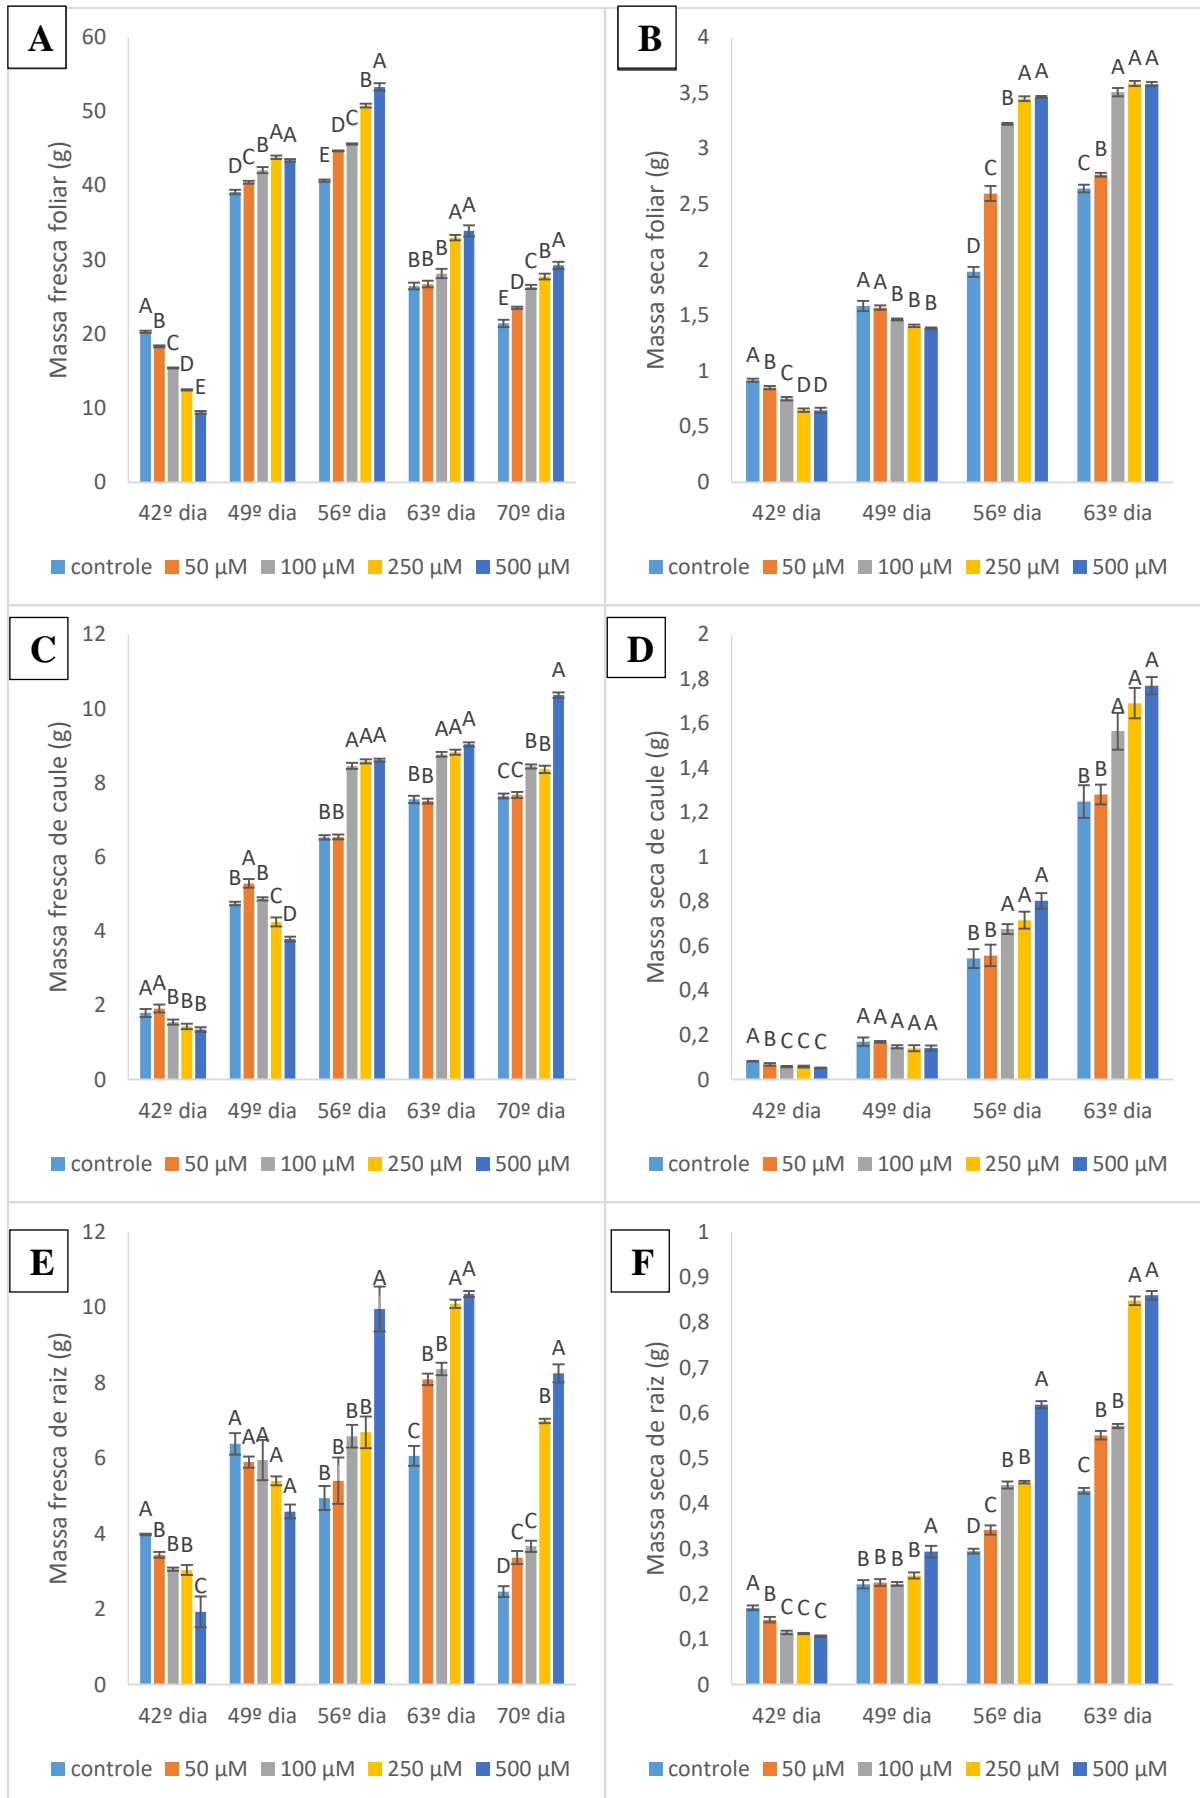 A
Massa fresca foliar (g)
60
50
40
30
20
10
0
A B C D E
D C B A A
E D C B A
B B B A A
E D C B A
42º dia 49º dia 56º dia 63º dia 70º dia
controle 50 µM 100 µM 250 µM 500 µM
B
Massa seca foliar (g)
4
3,5
3
2,5
2
1,5
1
0,5
0
A B C D D
A A B B B
D C B A A
C B A A A
42º dia 49º dia 56º dia 63º dia
controle 50 µM 100 µM 250 µM 500 µM
C
Massa fresca de caule (g)
12
10
8
6
4
2
0
A A B B B
B A B C D
B B A A A
B B A A A
C C B B A
42º dia 49º dia 56º dia 63º dia 70º dia
controle 50 µM 100 µM 250 µM 500 µM
D
Massa seca de caule (g)
2
1,8
1,6
1,4
1,2
1
0,8
0,6
0,4
0,2
0
A B C C C
A A A A A
B B A A A
B B A A A
42º dia 49º dia 56º dia 63º dia
controle 50 µM 100 µM 250 µM 500 µM
E
Massa fresca de raiz (g)
12
10
8
6
4
2
0
A B B B C
A A A A A
B B B B A
C B B A A
D C C B A
42º dia 49º dia 56º dia 63º dia 70º dia
controle 50 µM 100 µM 250 µM 500 µM
F
Massa seca de raiz (g)
1
0,9
0,8
0,7
0,6
0,5
0,4
0,3
0,2
0,1
0
A B C C C
B B B B A
D C B B A
C B B A A
42º dia 49º dia 56º dia 63º dia
controle 50 µM 100 µM 250 µM 500 µM